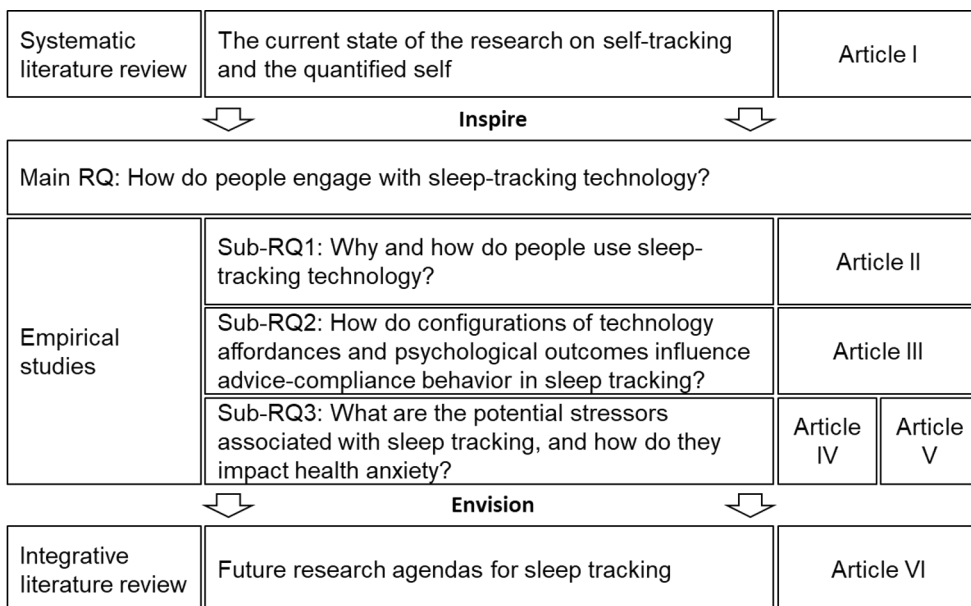 Systematic
literature review
The current state of the research on self-tracking
and the quantified self
Article I
Inspire
Main RQ: How do people engage with sleep-tracking technology?
Empirical
studies
Sub-RQ1: Why and how do people use sleep-
tracking technology?
Article II
Sub-RQ2: How do configurations of technology
affordances and psychological outcomes influence
advice-compliance behavior in sleep tracking?
Article III
Sub-RQ3: What are the potential stressors
associated with sleep tracking, and how do they
impact health anxiety?
Article
IV
Article
V
Envision
Integrative
literature review
Future research agendas for sleep tracking
Article VI